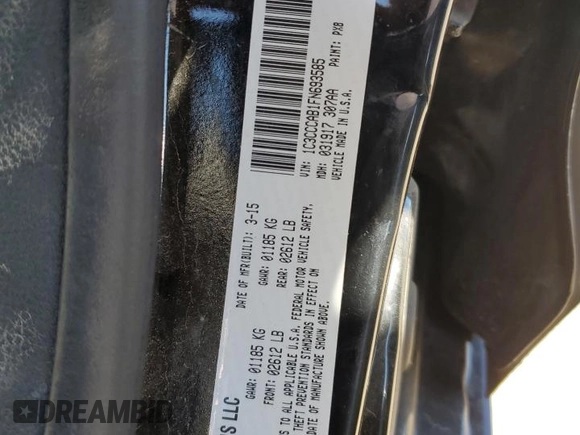 S LLC
DATE OF MFR(BUILT): 3-15
GAWR: 01185 KG GAWR: 01185 KG
FRONT: 02612 LB REAR: 02612 LB
S TO ALL APPLICABLE U.S.A. FEDERAL MOTOR VEHICLE SAFETY,
THEFT PREVENTION STANDARDS IN EFFECT ON
DATE OF MANUFACTURE SHOWN ABOVE.
VIN: 1C3CCCAB1FN693585
MDH: 031917 307AA PAINT: PX8
VEHICLE MADE IN U.S.A.
DREAMBID